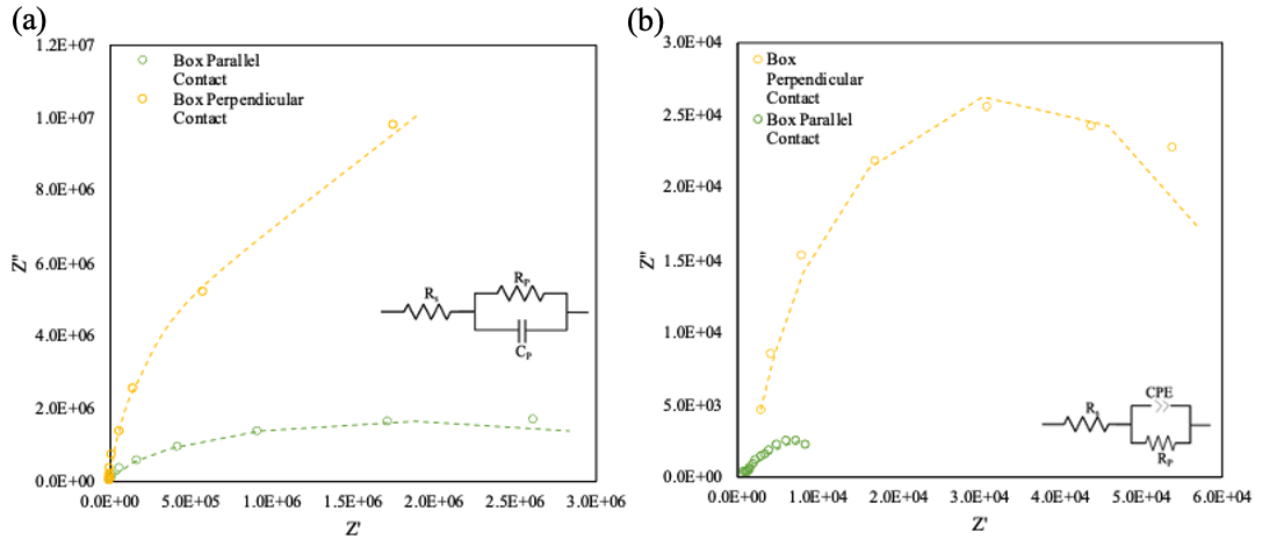 (a)
1.2E+07
1.0E+07
8.0E+06
6.0E+06
4.0E+06
2.0E+06
0.0E+00
Z"
Box Parallel
Contact
Box Perpendicular
Contact
Rs
RP
CP
0.0E+00 5.0E+05 1.0E+06 1.5E+06 2.0E+06 2.5E+06 3.0E+06
Z'
(b)
3.0E+04
2.5E+04
2.0E+04
1.5E+04
1.0E+04
5.0E+03
0.0E+00
Z"
Box
Perpendicular
Contact
Box Parallel
Contact
CPE
Rs
RP
0.0E+00 1.0E+04 2.0E+04 3.0E+04 4.0E+04 5.0E+04 6.0E+04
Z'